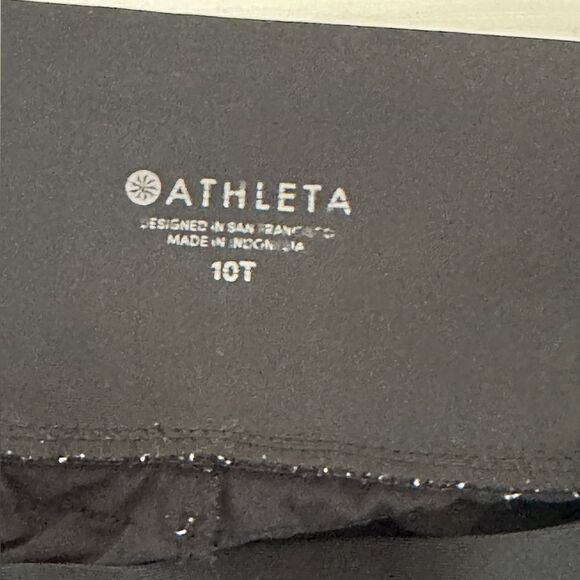 ATHLETA
DESIGNED IN SAN FRANCISCO
MADE IN INDONESIA
10T